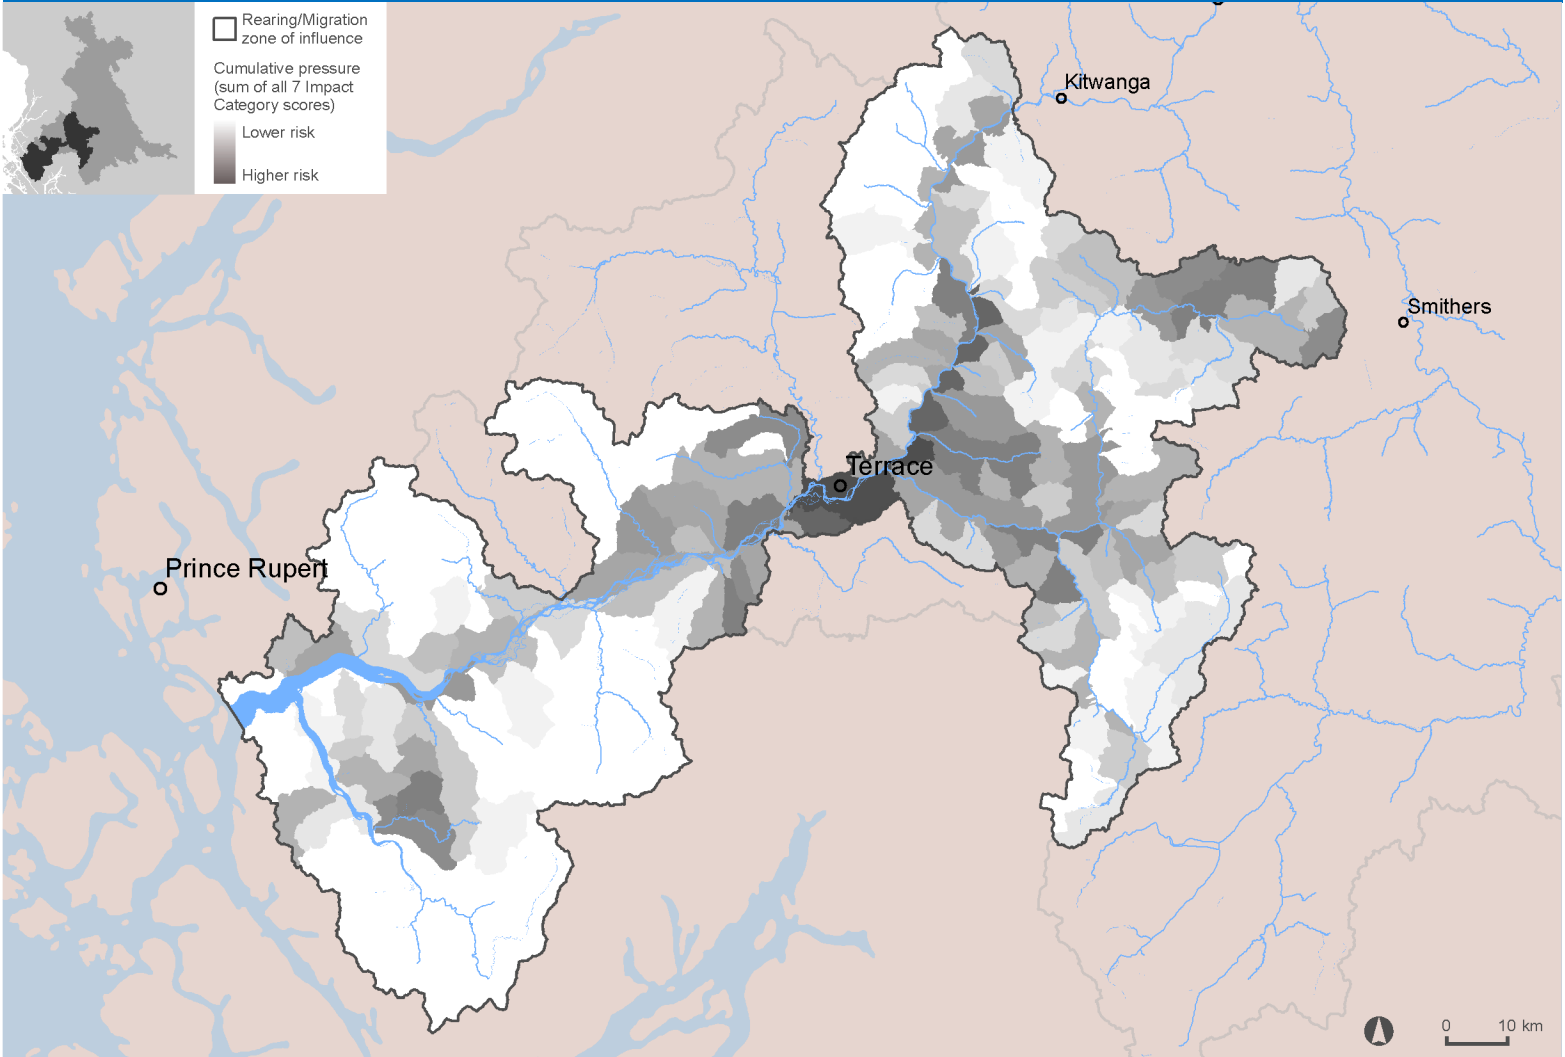 Rearing/Migration
zone of influence
Cumulative pressure
(sum of all 7 Impact
Category scores)
Lower risk
Higher risk
Kitwanga
Smithers
Terrace
Prince Rupert
0 10 km